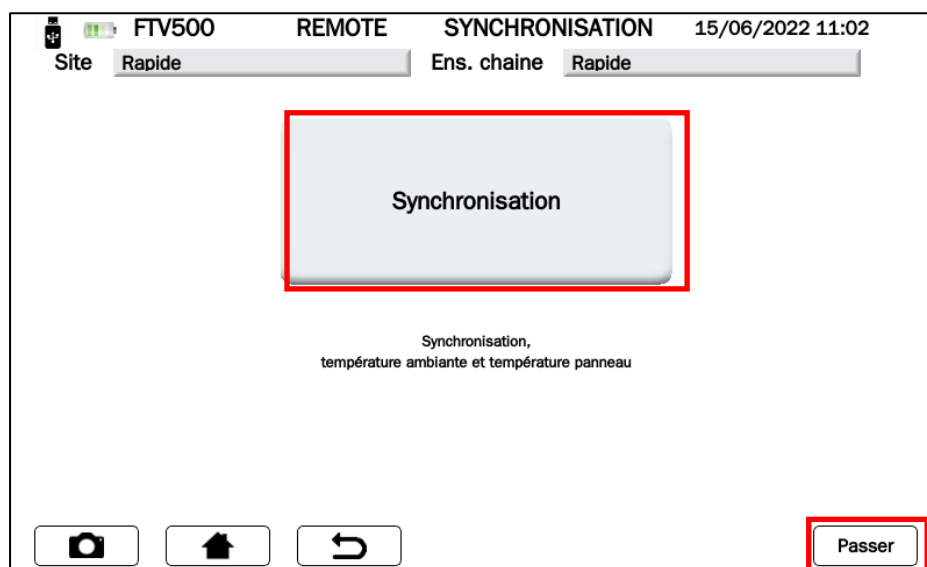 FTV500 REMOTE SYNCHRONISATION 15/06/2022 11:02
Site Rapide Ens. chaine Rapide
Synchronisation
Synchronisation,
température ambiante et température panneau
Passer